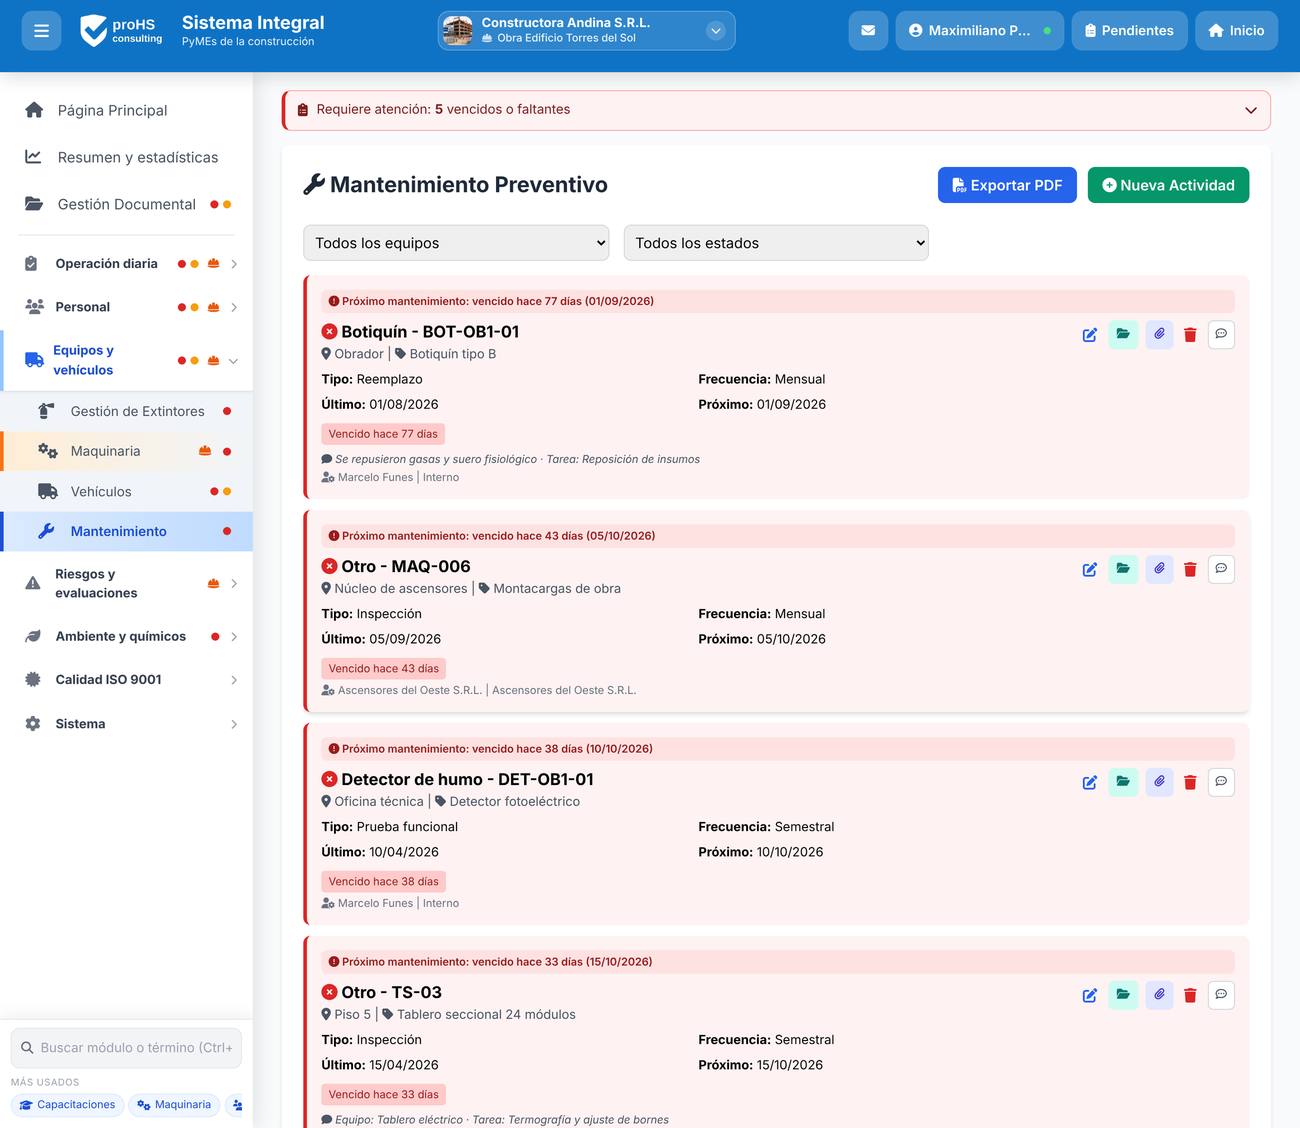 proHS
consulting
Sistema Integral
PyMEs de la construcción
Constructora Andina S.R.L.
Obra Edificio Torres del Sol
Maximiliano P...
Pendientes
Inicio
Página Principal
Resumen y estadísticas
Gestión Documental
Operación diaria
Personal
Equipos y
vehículos
Gestión de Extintores
Maquinaria
Vehículos
Mantenimiento
Riesgos y
evaluaciones
Ambiente y químicos
Calidad ISO 9001
Sistema
Buscar módulo o término (Ctrl+
MÁS USADOS
Capacitaciones
Maquinaria
Requiere atención: 5 vencidos o faltantes
Mantenimiento Preventivo
Exportar PDF
Nueva Actividad
Todos los equipos
Todos los estados
Próximo mantenimiento: vencido hace 77 días (01/09/2026)
Botiquín - BOT-OB1-01
Obrador | Botiquín tipo B
Tipo: Reemplazo
Frecuencia: Mensual
Último: 01/08/2026
Próximo: 01/09/2026
Vencido hace 77 días
Se repusieron gasas y suero fisiológico · Tarea: Reposición de insumos
Marcelo Funes | Interno
Próximo mantenimiento: vencido hace 43 días (05/10/2026)
Otro - MAQ-006
Núcleo de ascensores | Montacargas de obra
Tipo: Inspección
Frecuencia: Mensual
Último: 05/09/2026
Próximo: 05/10/2026
Vencido hace 43 días
Ascensores del Oeste S.R.L. | Ascensores del Oeste S.R.L.
Próximo mantenimiento: vencido hace 38 días (10/10/2026)
Detector de humo - DET-OB1-01
Oficina técnica | Detector fotoeléctrico
Tipo: Prueba funcional
Frecuencia: Semestral
Último: 10/04/2026
Próximo: 10/10/2026
Vencido hace 38 días
Marcelo Funes | Interno
Próximo mantenimiento: vencido hace 33 días (15/10/2026)
Otro - TS-03
Piso 5 | Tablero seccional 24 módulos
Tipo: Inspección
Frecuencia: Semestral
Último: 15/04/2026
Próximo: 15/10/2026
Vencido hace 33 días
Equipo: Tablero eléctrico · Tarea: Termografía y ajuste de bornes